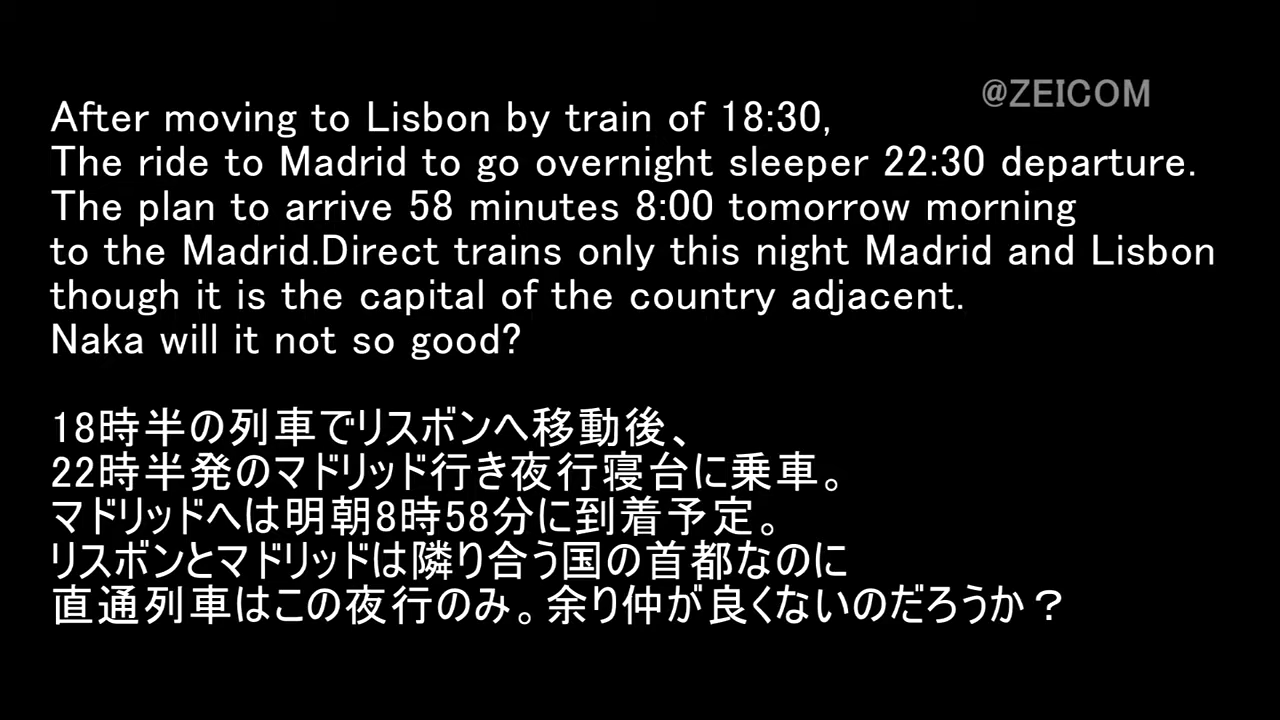 @ZEICOM
After moving to Lisbon by train of 18:30,
The ride to Madrid to go overnight sleeper 22:30 departure.
The plan to arrive 58 minutes 8:00 tomorrow morning
to the Madrid.Direct trains only this night Madrid and Lisbon
though it is the capital of the country adjacent.
Naka will it not so good?
18時半の列車でリスボンへ移動後、
22時半発のマドリッド行き夜行寝台に乗車。
マドリッドへは明朝8時58分に到着予定。
リスボンとマドリッドは隣り合う国の首都なのに
直通列車はこの夜行のみ。余り仲が良くないのだろうか？